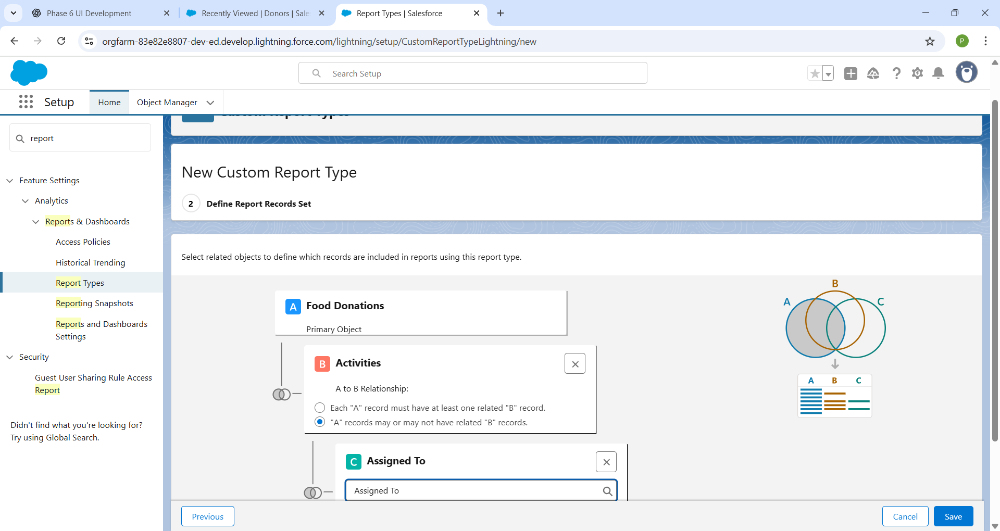 Phase 6 UI Development
Recently Viewed | Donors | Sale
Report Types | Salesforce
orgfarm-83e82e8807-dev-ed.develop.lightning.force.com/lightning/setup/CustomReportTypeLightning/new
P
Search Setup
Setup
Home
Object Manager
report
Feature Settings
Analytics
Reports & Dashboards
Access Policies
Historical Trending
Report Types
Reporting Snapshots
Reports and Dashboards
Settings
Security
Guest User Sharing Rule Access
Report
Didn't find what you're looking for?
Try using Global Search.
Custom Report Types
New Custom Report Type
2 Define Report Records Set
Select related objects to define which records are included in reports using this report type.
A Food Donations
Primary Object
B Activities
A to B Relationship:
Each "A" record must have at least one related "B" record.
"A" records may or may not have related "B" records.
C Assigned To
Assigned To
B
A
C
A B C
Previous
Cancel
Save